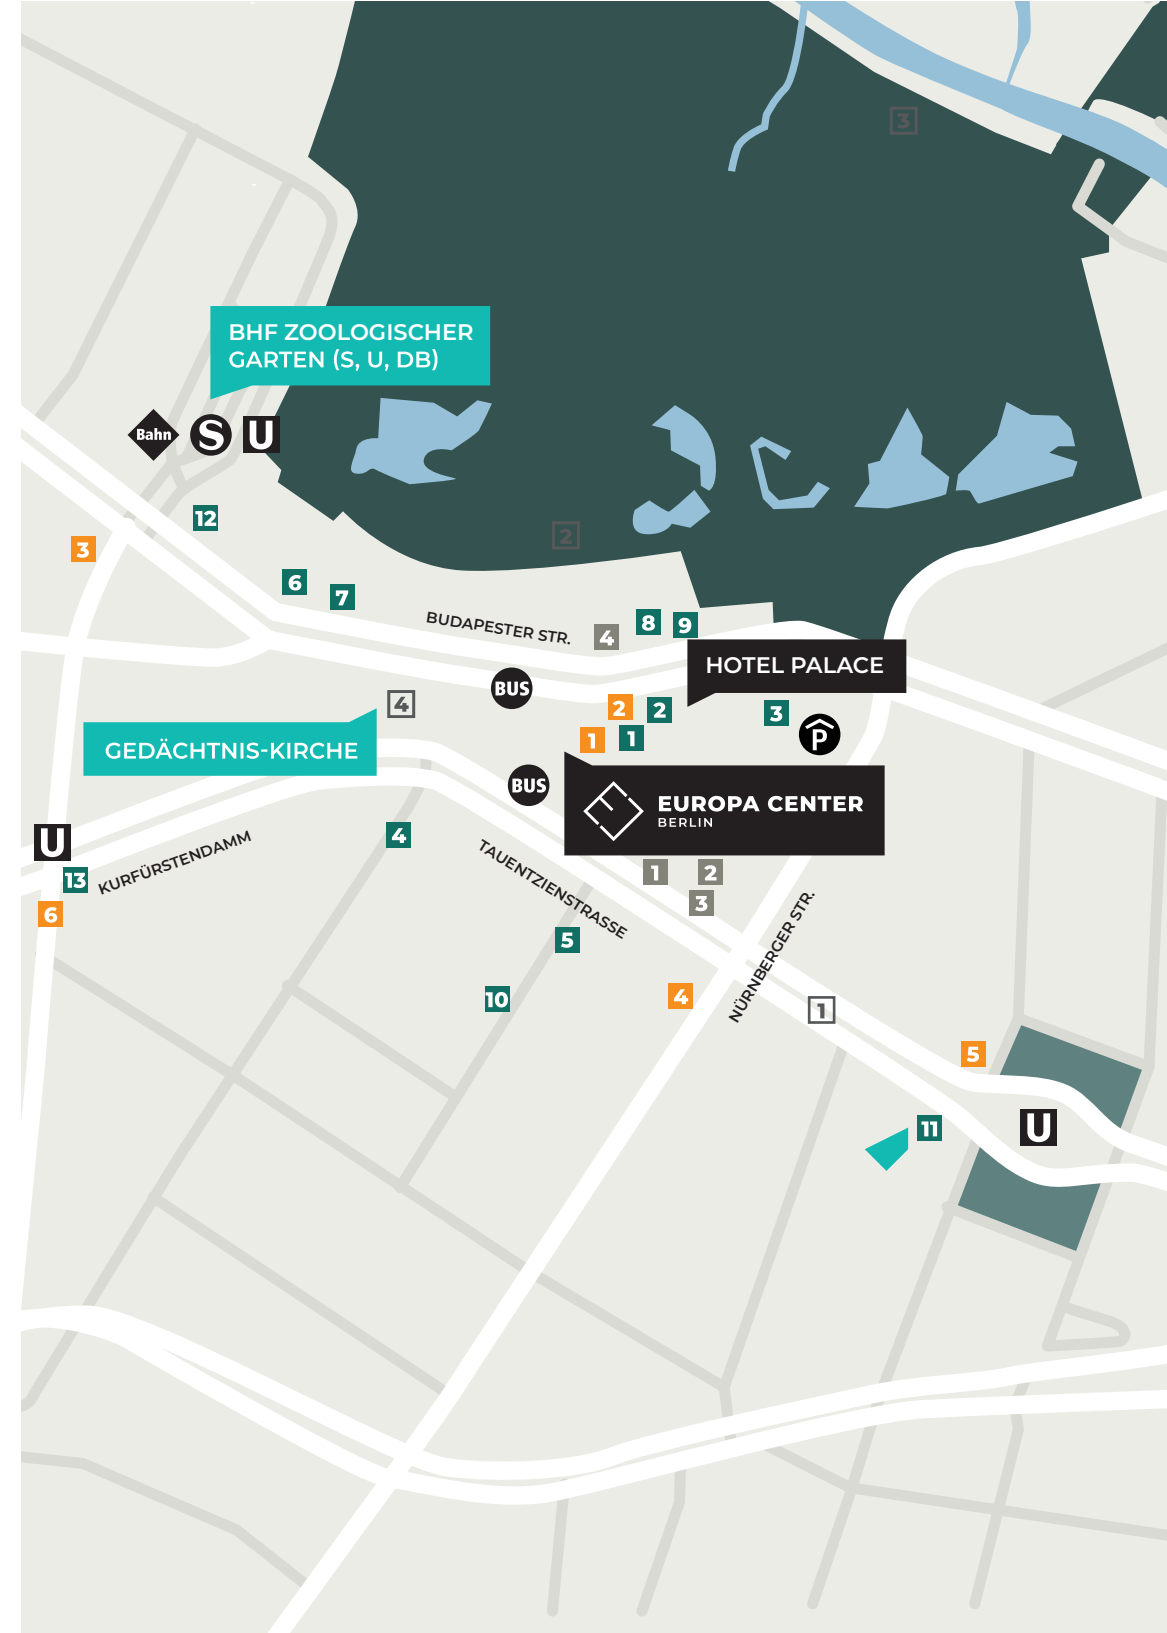 3
BHF ZOOLOGISCHER
GARTEN (S, U, DB)
Bahn
S
U
12
2
3
6
7
BUDAPESTER STR.
4
8
9
HOTEL PALACE
BUS
4
2
2
3
1
1
P
GEDÄCHTNIS-KIRCHE
BUS
EUROPA CENTER
BERLIN
U
4
KURFÜRSTENDAMM
13
6
TAUENTZIENSTRASSE
1
2
3
NÜRNBERGER STR.
5
10
4
1
5
11
U